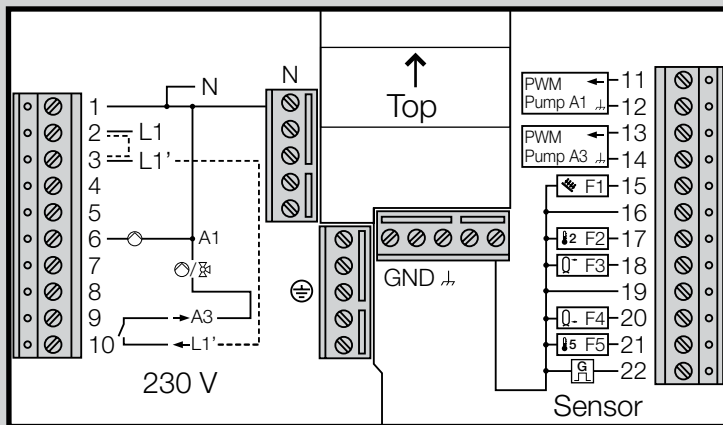 N
N
1
2 L1
3 L1'
4
5
6 A1
7
8
9 A3
10 L1'
230 V
Top
GND
PWM 11
Pump A1 12
PWM 13
Pump A3 14
F1 15
16
2 F2 17
F3 18
19
F4 20
5 F5 21
G 22
Sensor